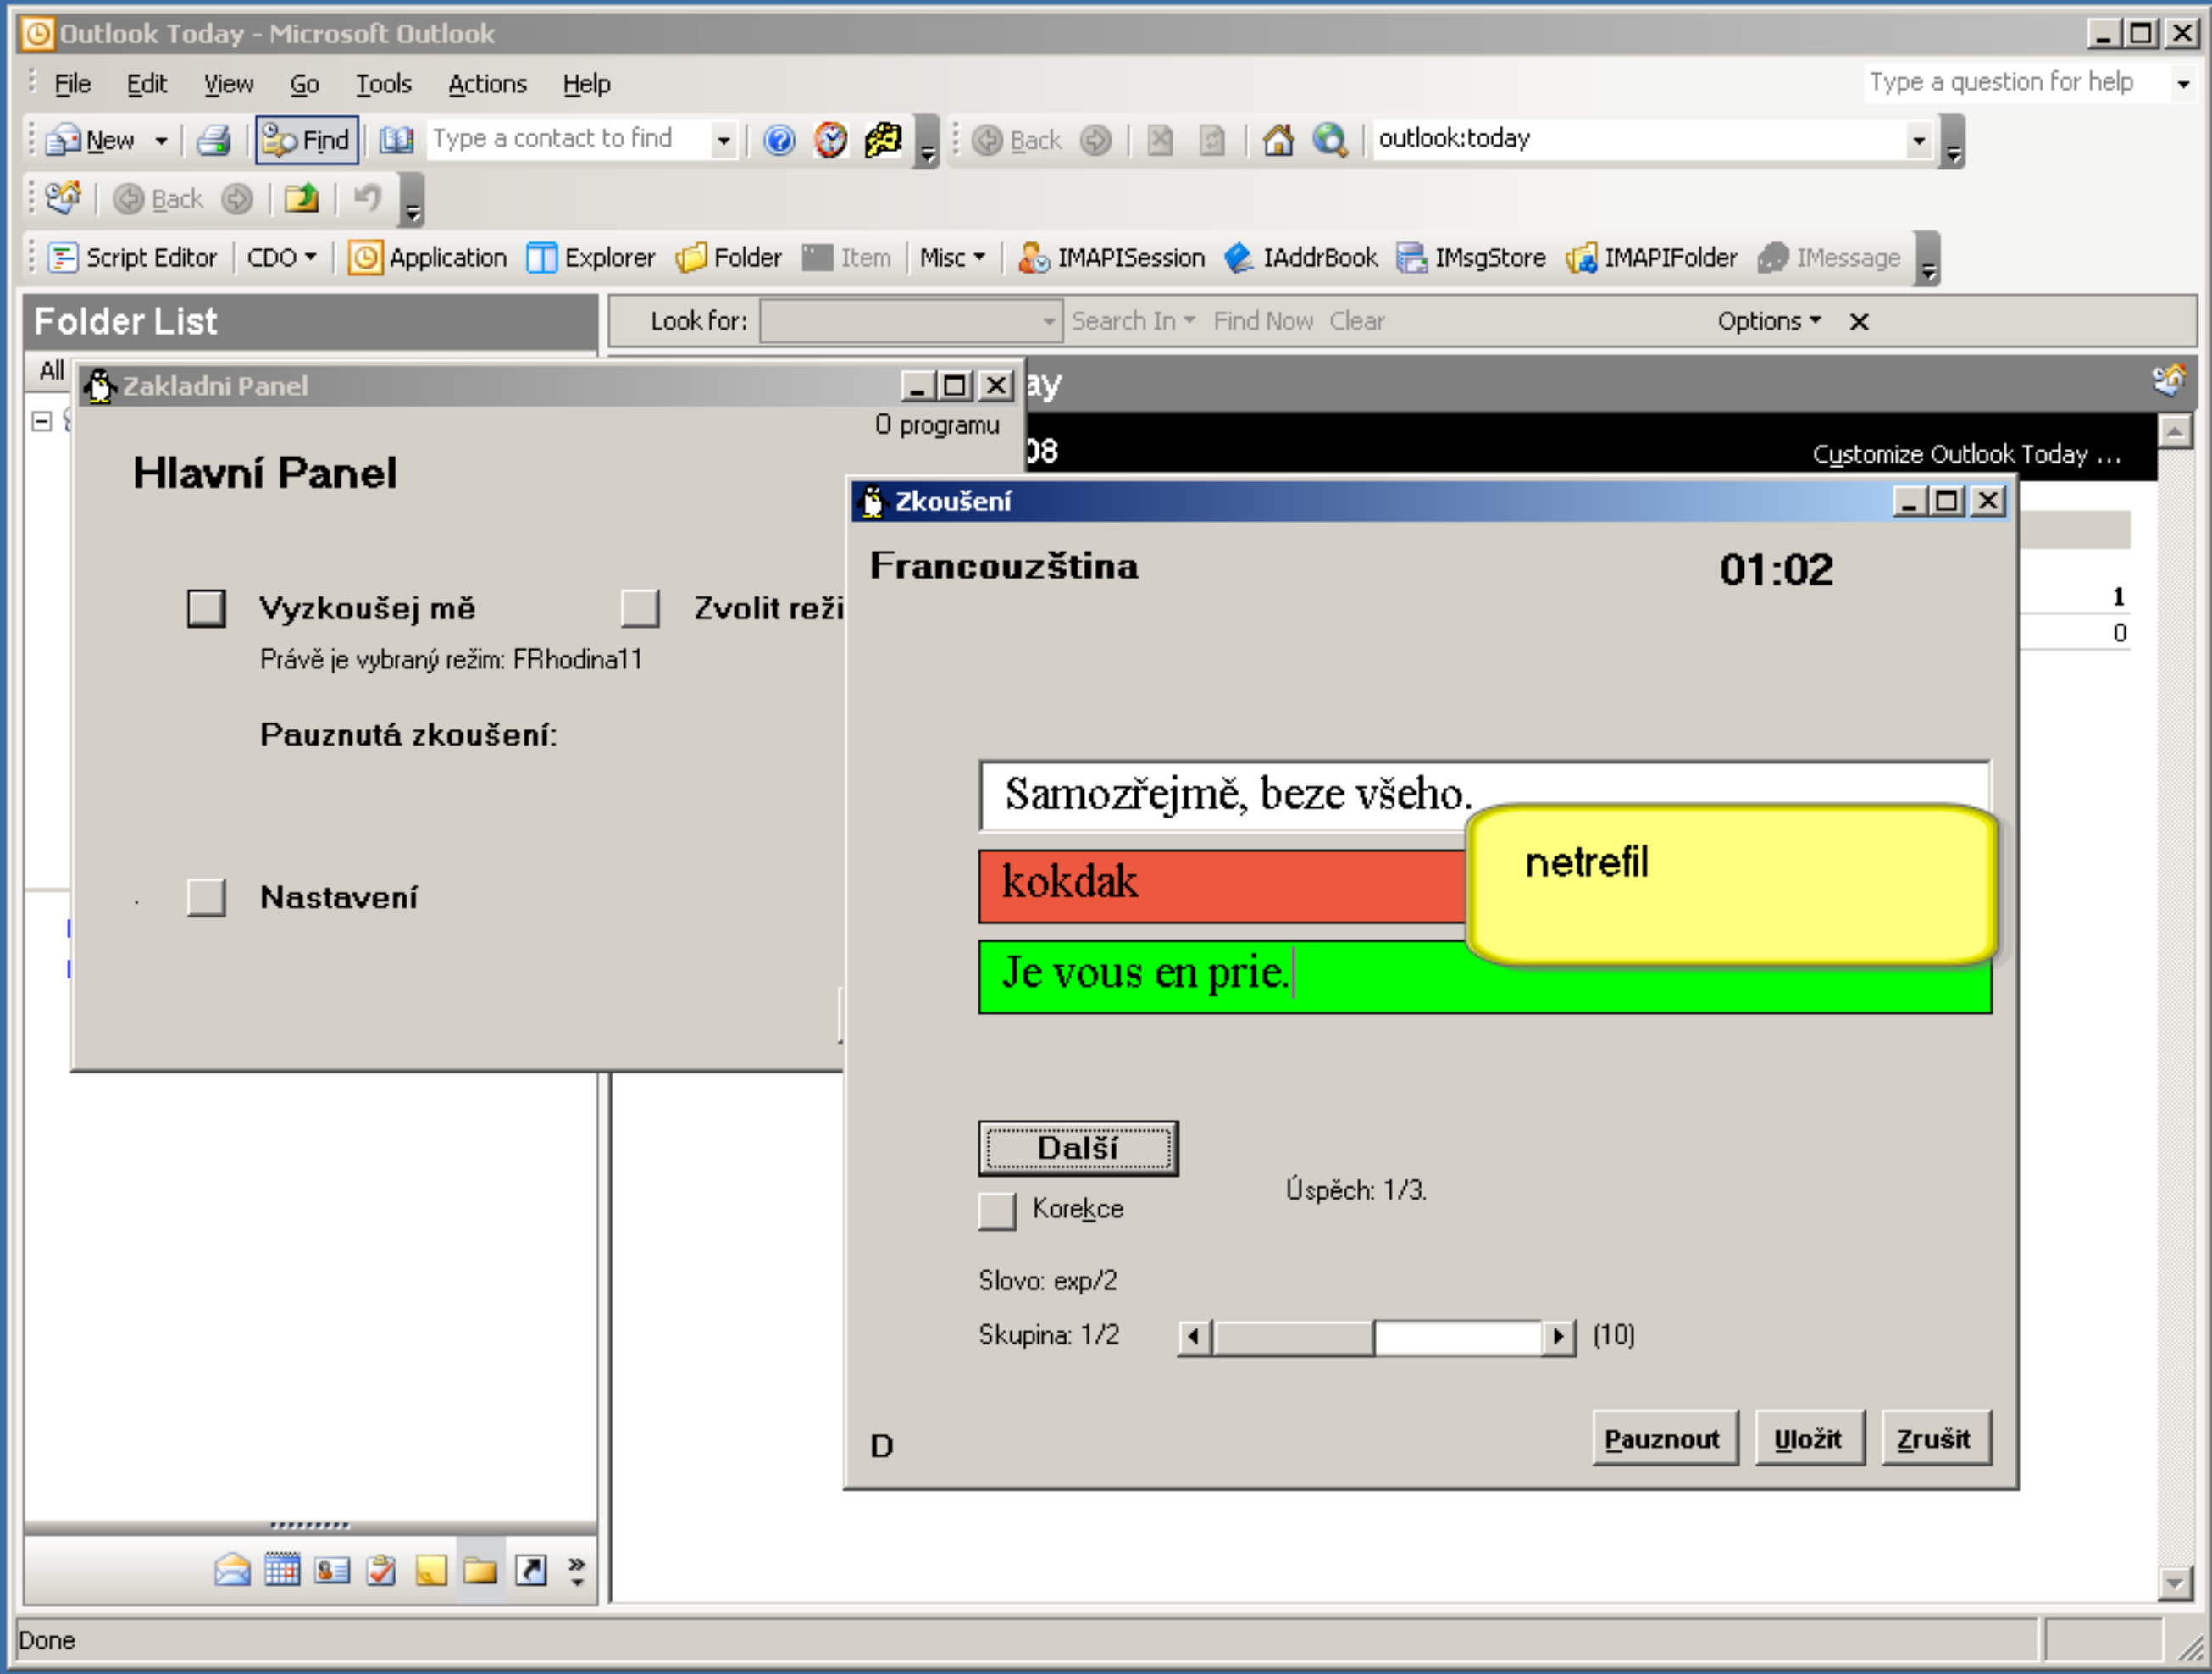 Outlook Today - Microsoft Outlook
File Edit View Go Tools Actions Help Type a question for help
New Find Type a contact to find Back outlook:today
Back
Script Editor CDO Application Explorer Folder Item Misc IMAPISession IAddrBook IMsgStore IMAPIFolder IMessage
Folder List
Look for: Search In Find Now Clear Options
All
ay
08
Customize Outlook Today ...
1
0
Zakladni Panel
O programu
Hlavní Panel
Vyzkoušej mě
Zvolit reži
Právě je vybraný režim: FRhodina11
Pauznutá zkoušení:
Nastavení
Zkoušení
Francouzština
01:02
Samozřejmě, beze všeho.
kokdak
netrefil
Je vous en prie.
Další
Korekce
Úspěch: 1/3.
Slovo: exp/2
Skupina: 1/2
(10)
D
Pauznout Uložit Zrušit
Done